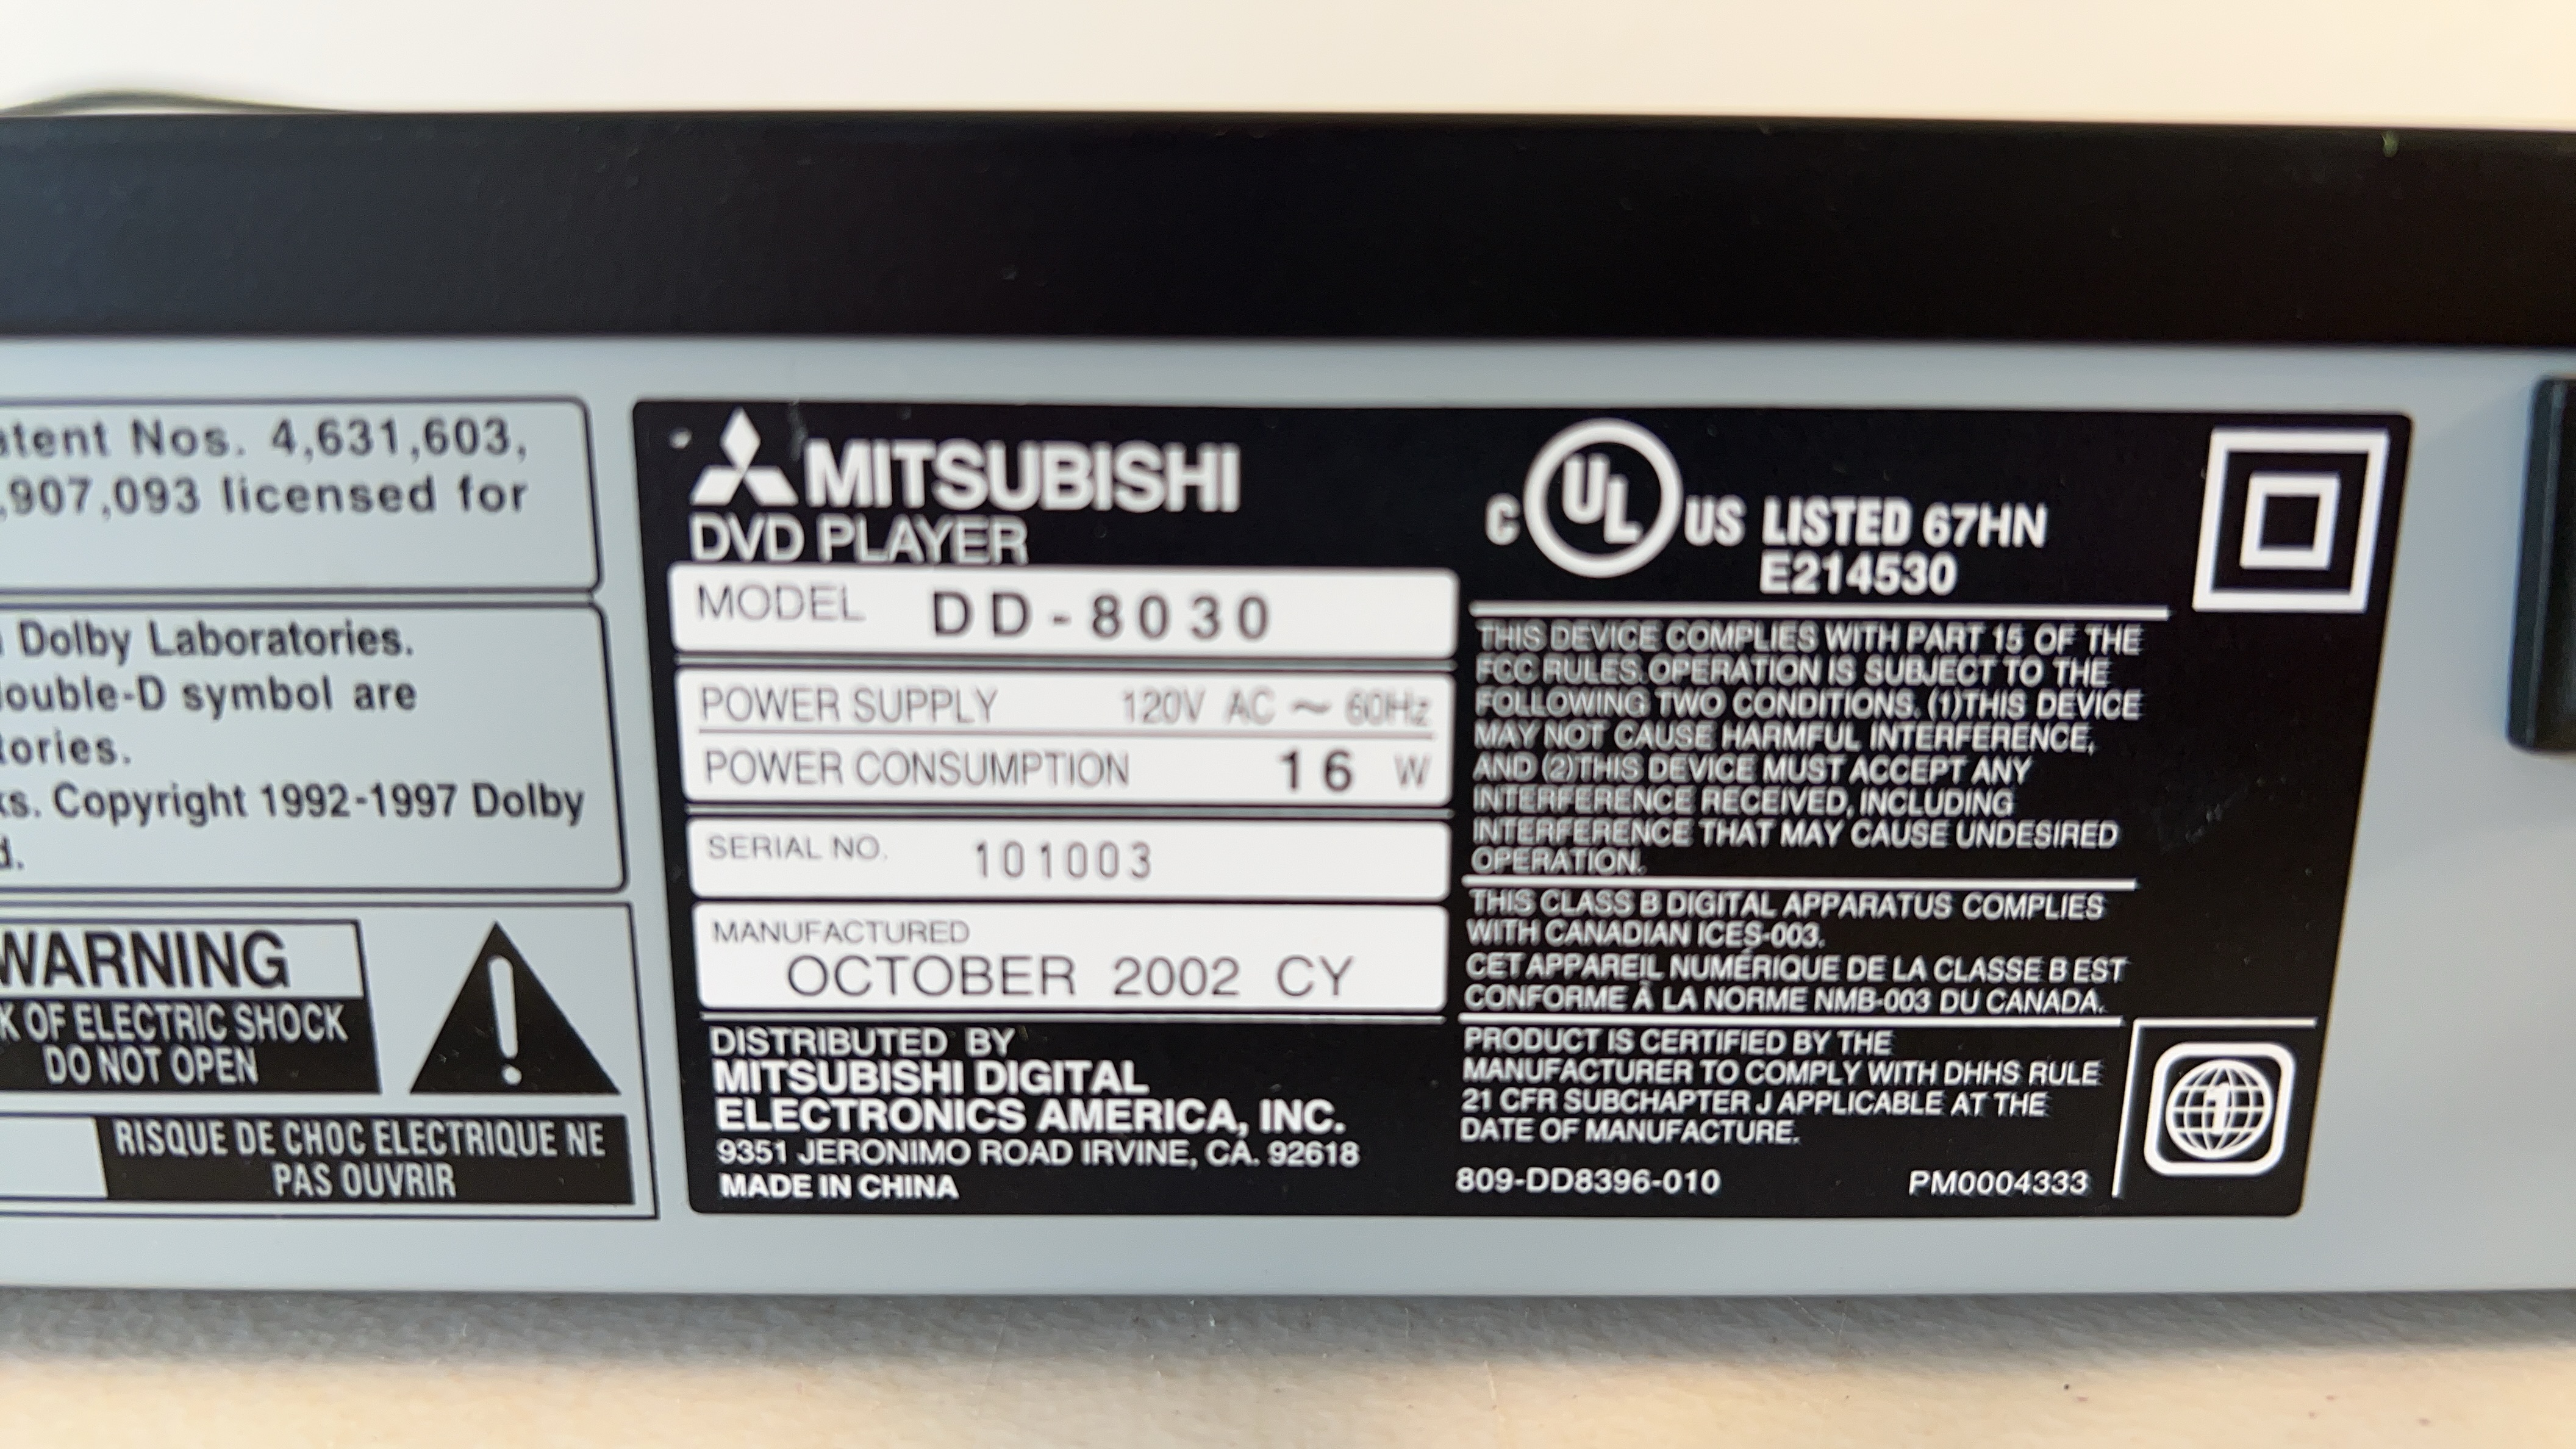 atent Nos. 4,631,603,
,907,093 licensed for
Dolby Laboratories.
double-D symbol are
tories.
ks. Copyright 1992-1997 Dolby
d.
WARNING
K OF ELECTRIC SHOCK
DO NOT OPEN
RISQUE DE CHOC ELECTRIQUE NE
PAS OUVRIR
MITSUBISHI
DVD PLAYER
MODEL DD-8030
POWER SUPPLY 120V AC ~ 60Hz
POWER CONSUMPTION 16 W
SERIAL NO. 101003
MANUFACTURED
OCTOBER 2002 CY
DISTRIBUTED BY
MITSUBISHI DIGITAL
ELECTRONICS AMERICA, INC.
9351 JERONIMO ROAD IRVINE, CA. 92618
MADE IN CHINA
C UL US LISTED 67HN
E214530
THIS DEVICE COMPLIES WITH PART 15 OF THE
FCC RULES.OPERATION IS SUBJECT TO THE
FOLLOWING TWO CONDITIONS. (1)THIS DEVICE
MAY NOT CAUSE HARMFUL INTERFERENCE,
AND (2)THIS DEVICE MUST ACCEPT ANY
INTERFERENCE RECEIVED, INCLUDING
INTERFERENCE THAT MAY CAUSE UNDESIRED
OPERATION.
THIS CLASS B DIGITAL APPARATUS COMPLIES
WITH CANADIAN ICES-003.
CET APPAREIL NUMÉRIQUE DE LA CLASSE B EST
CONFORME À LA NORME NMB-003 DU CANADA.
PRODUCT IS CERTIFIED BY THE
MANUFACTURER TO COMPLY WITH DHHS RULE
21 CFR SUBCHAPTER J APPLICABLE AT THE
DATE OF MANUFACTURE.
809-DD8396-010 PM0004333
1